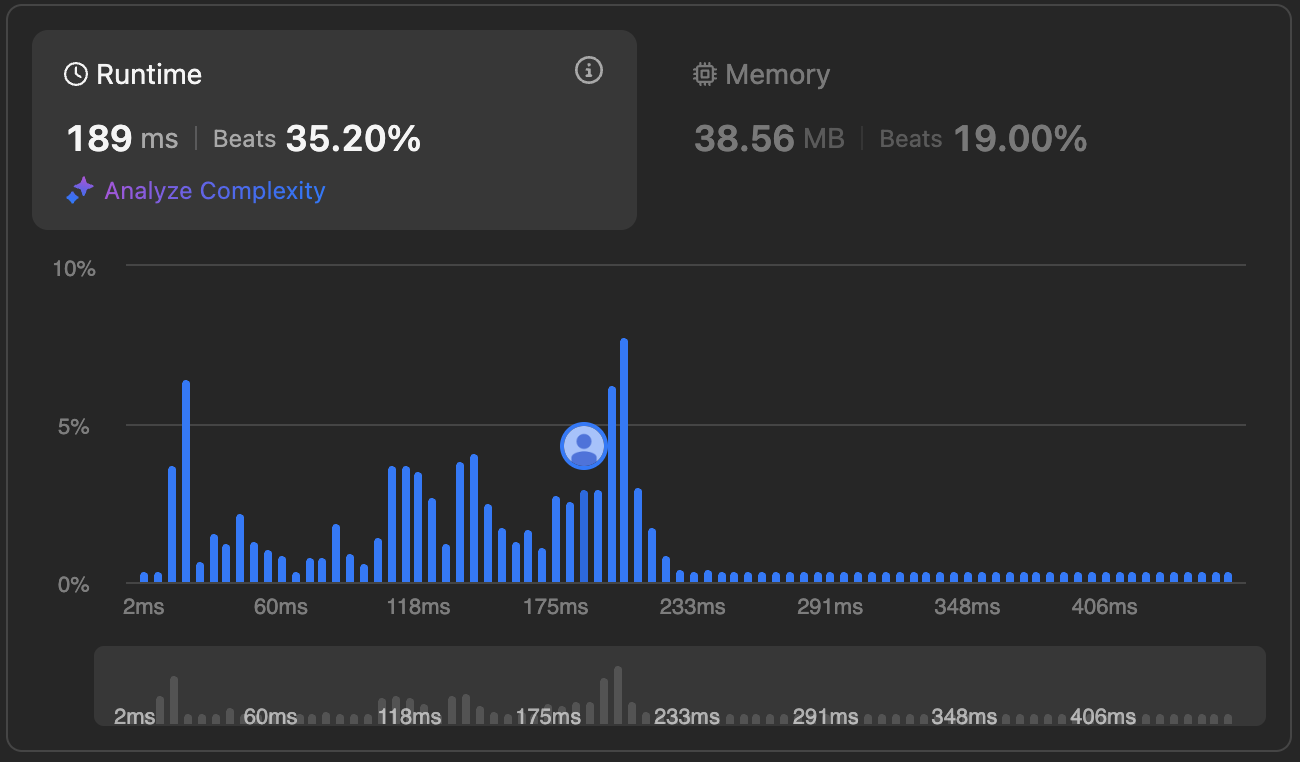 Runtime
189 ms | Beats 35.20%
Analyze Complexity
Memory
38.56 MB | Beats 19.00%
10%
5%
0%
2ms 60ms 118ms 175ms 233ms 291ms 348ms 406ms
2ms 60ms 118ms 175ms 233ms 291ms 348ms 406ms